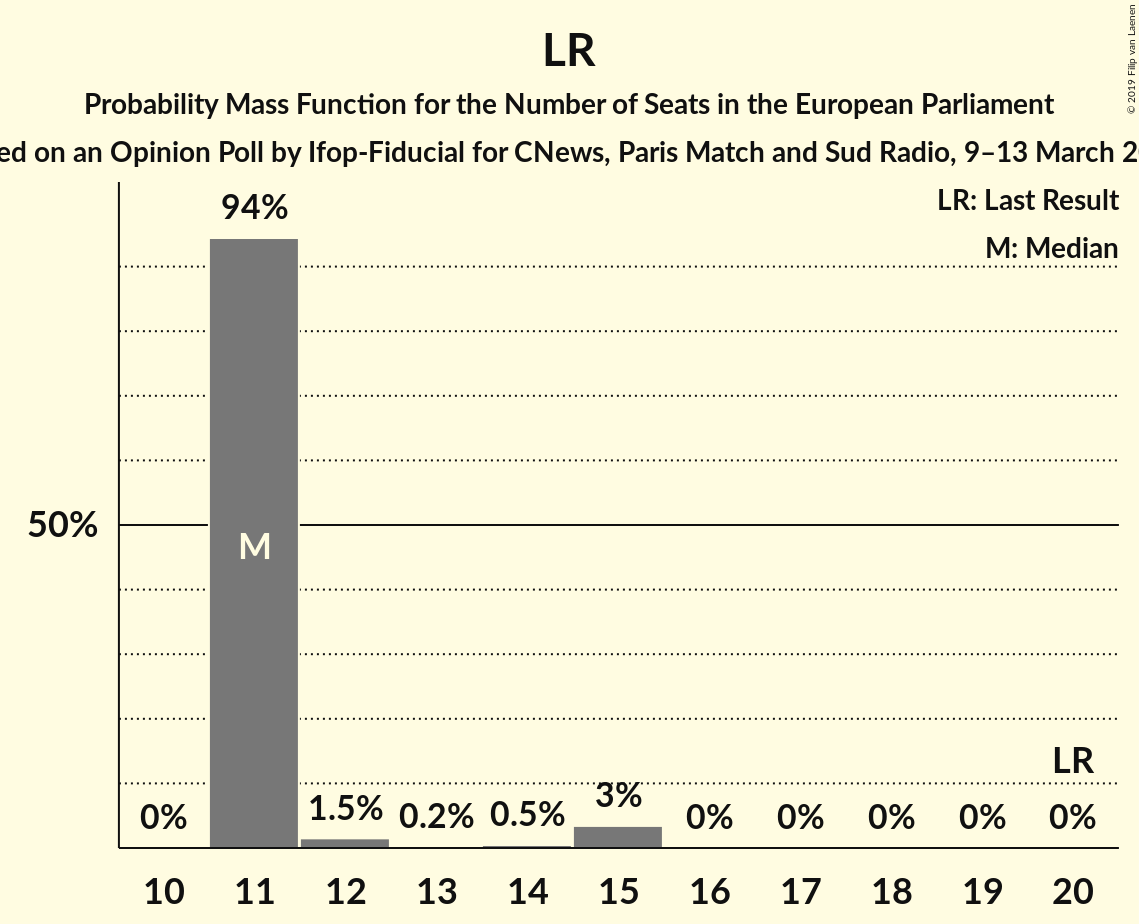 LR
Probability Mass Function for the Number of Seats in the European Parliament
on an Opinion Poll by Ifop-Fiducial for CNews, Paris Match and Sud Radio, 9–13 March
© 2019 Filip van Laenen
LR: Last Result
M: Median
94%
50%
M
LR
0% 1.5% 0.2% 0.5% 3% 0% 0% 0% 0% 0%
10 11 12 13 14 15 16 17 18 19 20